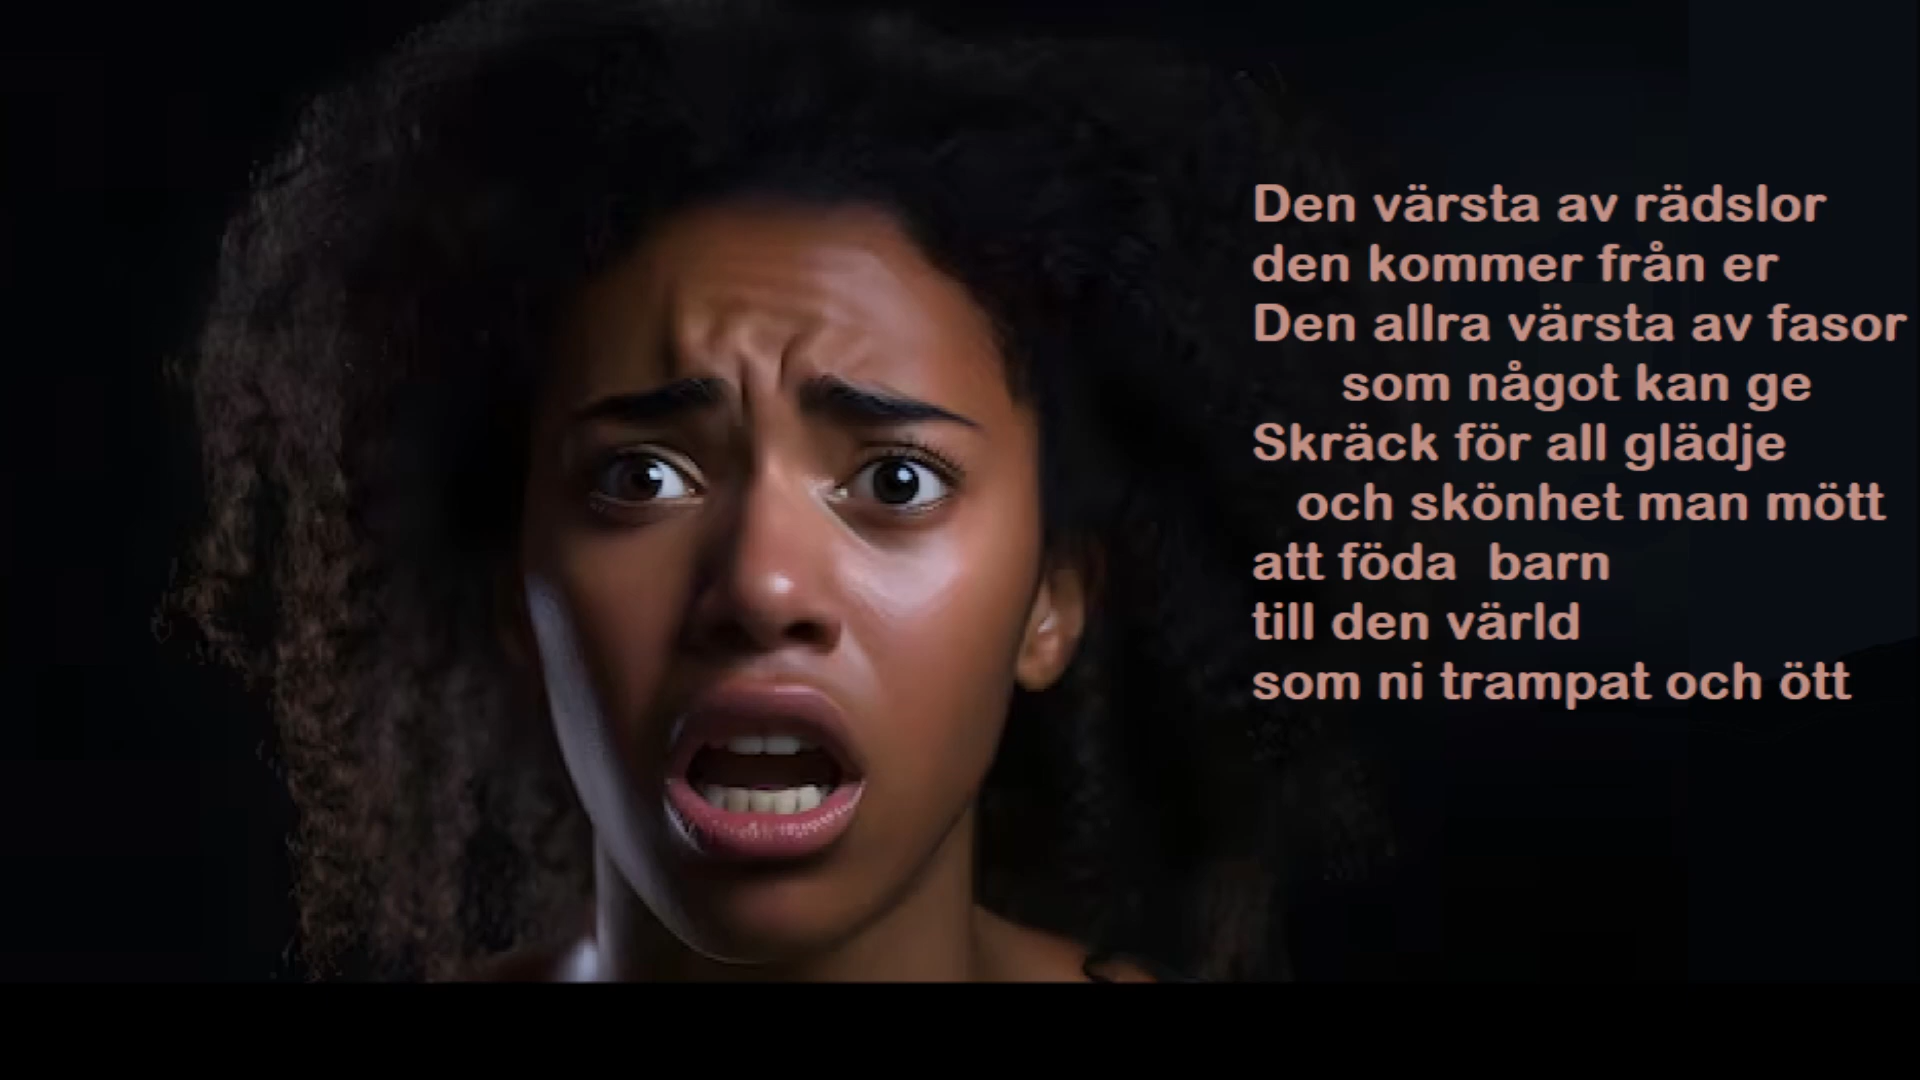 Den värsta av rädslor
den kommer från er
Den allra värsta av fasor
som något kan ge
Skräck för all glädje
och skönhet man mött
att föda  barn
till den värld
som ni trampat och ött